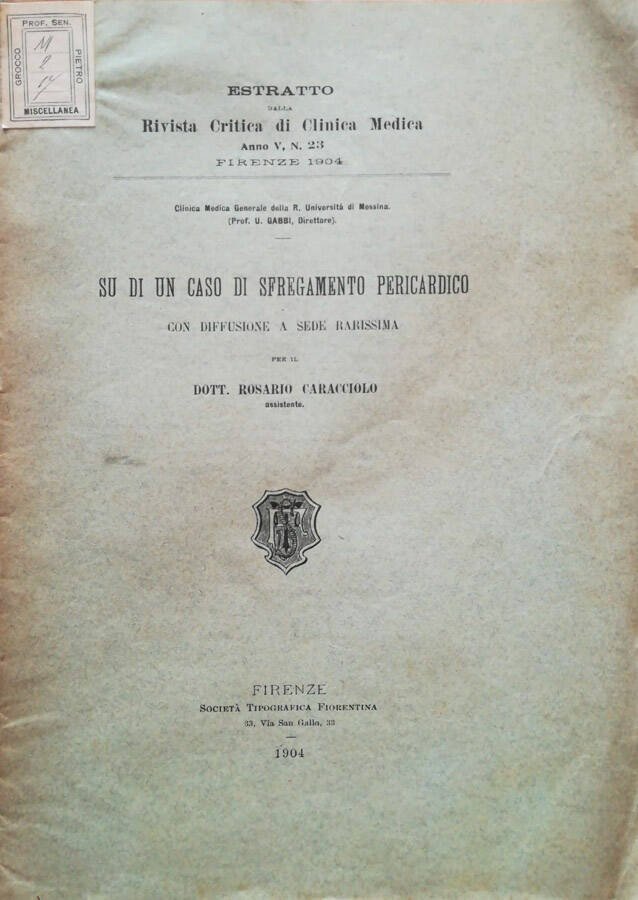 PROF. SEN.
GROCCO
PIETRO
MISCELLANEA
ESTRATTO
DALLA
Rivista Critica di Clinica Medica
Anno V, N. 23
FIRENZE 1904
Clinica Medica Generale della R. Università di Messina.
(Prof. U. GABBI, Direttore).
SU DI UN CASO DI SFREGAMENTO PERICARDICO
CON DIFFUSIONE A SEDE RARISSIMA
PER IL
DOTT. ROSARIO CARACCIOLO
assistente.
FIRENZE
SOCIETÀ TIPOGRAFICA FIORENTINA
33, Via San Gallo, 33
1904